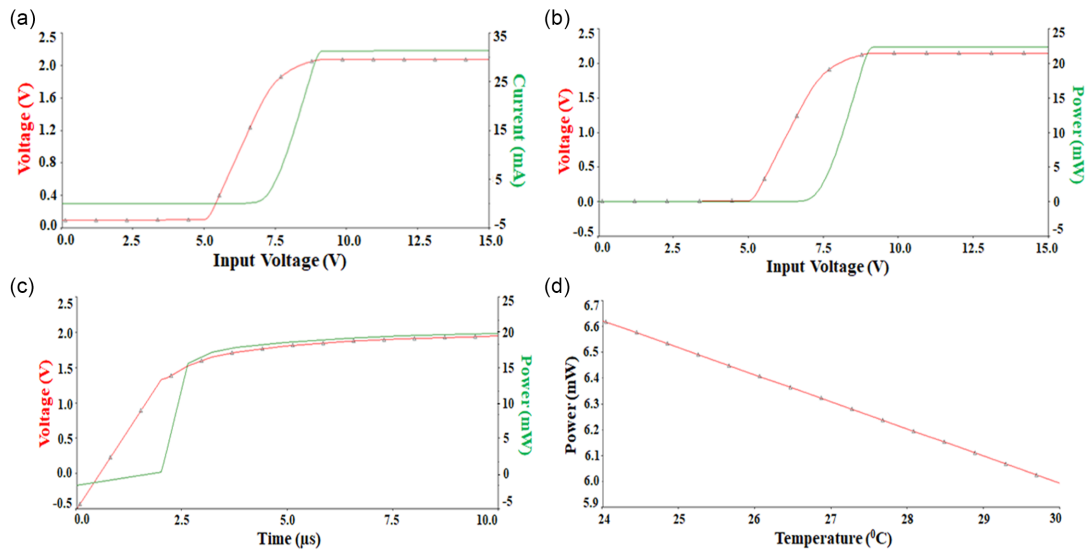 (a)
2.5
2.0
1.6
1.2
0.8
0.4
0.0
Voltage (V)
35
25
15
5
-5
Current (mA)
0.0 2.5 5.0 7.5 10.0 12.5 15.0
Input Voltage (V)
(b)
2.5
2.0
1.5
1.0
0.5
0.0
-0.5
Voltage (V)
25
20
15
10
5
0
-5
Power (mW)
0.0 2.5 5.0 7.5 10.0 12.5 15.0
Input Voltage (V)
(c)
2.5
2.0
1.5
1.0
0.5
0.0
-0.5
Voltage (V)
25
20
15
10
5
0
-5
Power (mW)
0.0 2.5 5.0 7.5 10.0
Time (µs)
(d)
6.7
6.6
6.5
6.4
6.3
6.2
6.1
6.0
5.9
Power (mW)
24 25 26 27 28 29 30
Temperature (⁰C)